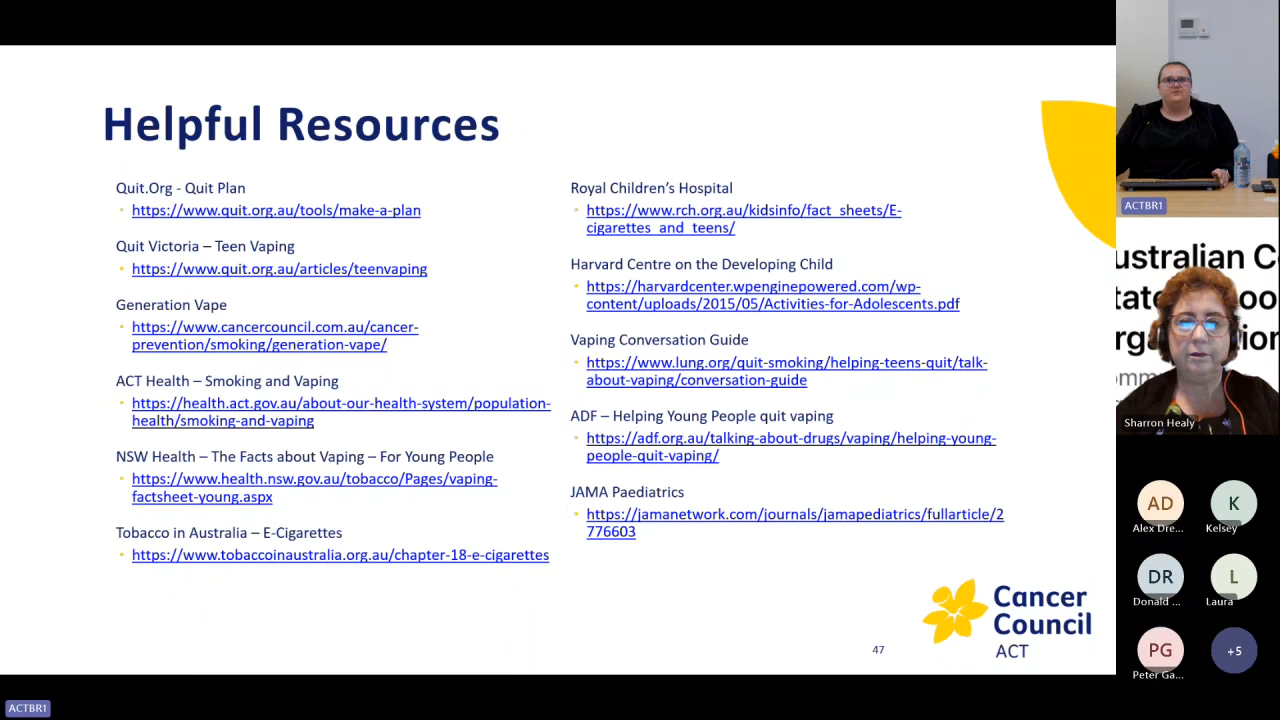 Helpful Resources
Quit.Org - Quit Plan
https://www.quit.org.au/tools/make-a-plan
Quit Victoria – Teen Vaping
https://www.quit.org.au/articles/teenvaping
Generation Vape
https://www.cancercouncil.com.au/cancer-
prevention/smoking/generation-vape/
ACT Health – Smoking and Vaping
https://health.act.gov.au/about-our-health-system/population-
health/smoking-and-vaping
NSW Health – The Facts about Vaping – For Young People
https://www.health.nsw.gov.au/tobacco/Pages/vaping-
factsheet-young.aspx
Tobacco in Australia – E-Cigarettes
https://www.tobaccoinaustralia.org.au/chapter-18-e-cigarettes
Royal Children’s Hospital
https://www.rch.org.au/kidsinfo/fact_sheets/E-
cigarettes_and_teens/
Harvard Centre on the Developing Child
https://harvardcenter.wpenginepowered.com/wp-
content/uploads/2015/05/Activities-for-Adolescents.pdf
Vaping Conversation Guide
https://www.lung.org/quit-smoking/helping-teens-quit/talk-
about-vaping/conversation-guide
ADF – Helping Young People quit vaping
https://adf.org.au/talking-about-drugs/vaping/helping-young-
people-quit-vaping/
JAMA Paediatrics
https://jamanetwork.com/journals/jamapediatrics/fullarticle/2
776603
47
Cancer
Council
ACT
ACTBR1
ustralian C
Sharron Healy
AD
K
Alex Dre...
Kelsey
DR
L
Donald ...
Laura
PG
+5
Peter Ga...
ACTBR1